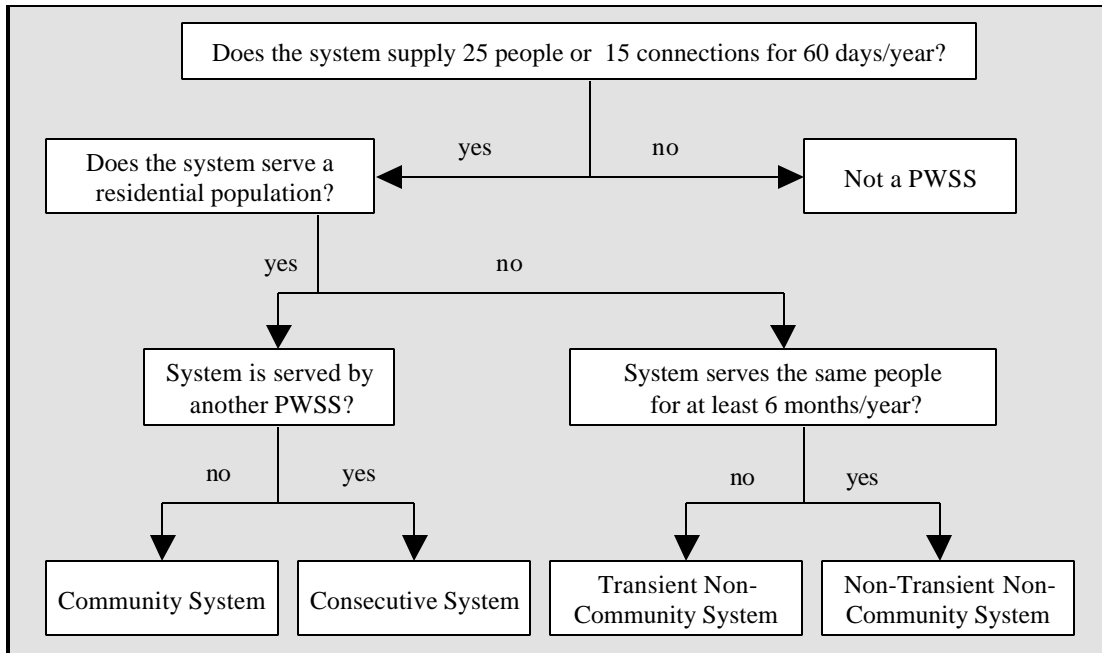 Does the system supply 25 people or 15 connections for 60 days/year?
yes
no
Does the system serve a
residential population?
Not a PWSS
yes
no
System is served by
another PWSS?
System serves the same people
for at least 6 months/year?
no
yes
no
yes
Community System
Consecutive System
Transient Non-
Community System
Non-Transient Non-
Community System